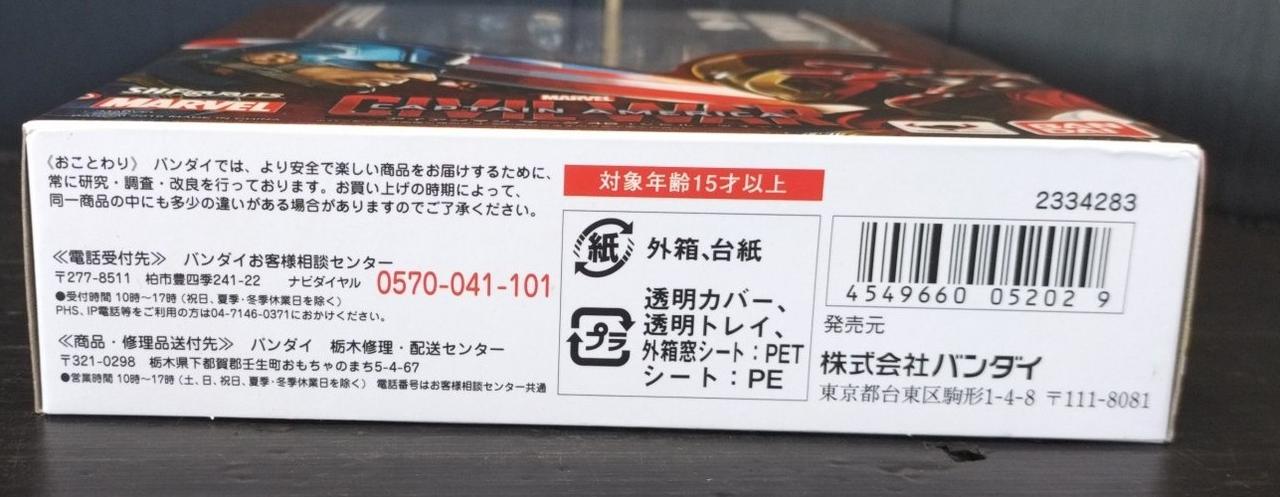 S.H.Figuarts
MARVEL
MARVEL
CAPTAIN AMERICA
CIVIL WAR
MADE IN CHINA
《おことわり》 バンダイでは、より安全で楽しい商品をお届けするために、
常に研究・調査・改良を行っております。お買い上げの時期によって、
同一商品の中にも多少の違いがある場合がありますのでご了承ください。
≪電話受付先≫ バンダイお客様相談センター
〒277-8511 柏市豊四季241-22 ナビダイヤル 0570-041-101
●受付時間 10時〜17時(祝日、夏季・冬季休業日を除く)
PHS、IP電話等をご利用の方は04-7146-0371におかけください。
≪商品・修理品送付先≫ バンダイ 栃木修理・配送センター
〒321-0298 栃木県下都賀郡壬生町おもちゃのまち5-4-67
●営業時間 10時〜17時(土、日、祝日、夏季・冬季休業日を除く) 電話番号はお客様相談センター共通
対象年齢15才以上
紙 外箱、台紙
プラ 透明カバー、
透明トレイ、
外箱窓シート:PET
シート:PE
2334283
4549660 05202 9
発売元
株式会社バンダイ
東京都台東区駒形1-4-8 〒111-8081